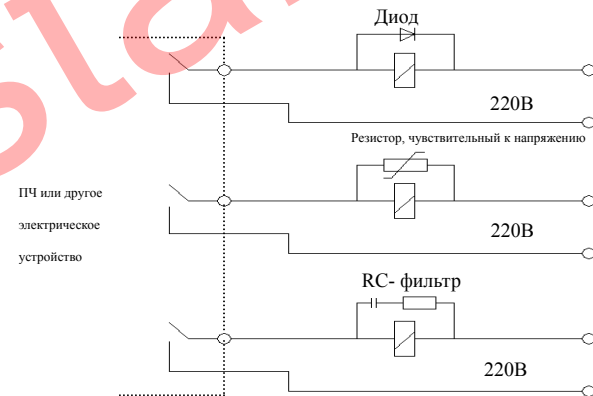 Диод
220В
Резистор, чувствительный к напряжению
ПЧ или другое
электрическое
устройство
220В
RC- фильтр
220В